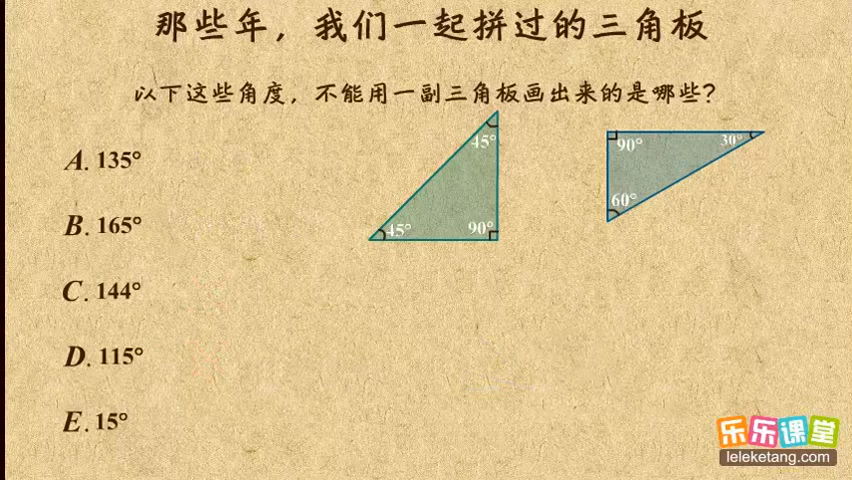 那些年，我们一起拼过的三角板
以下这些角度，不能用一副三角板画出来的是哪些？
A. 135°
B. 165°
C. 144°
D. 115°
E. 15°
45°
45°
90°
90°
30°
60°
乐乐课堂
leleketang.com